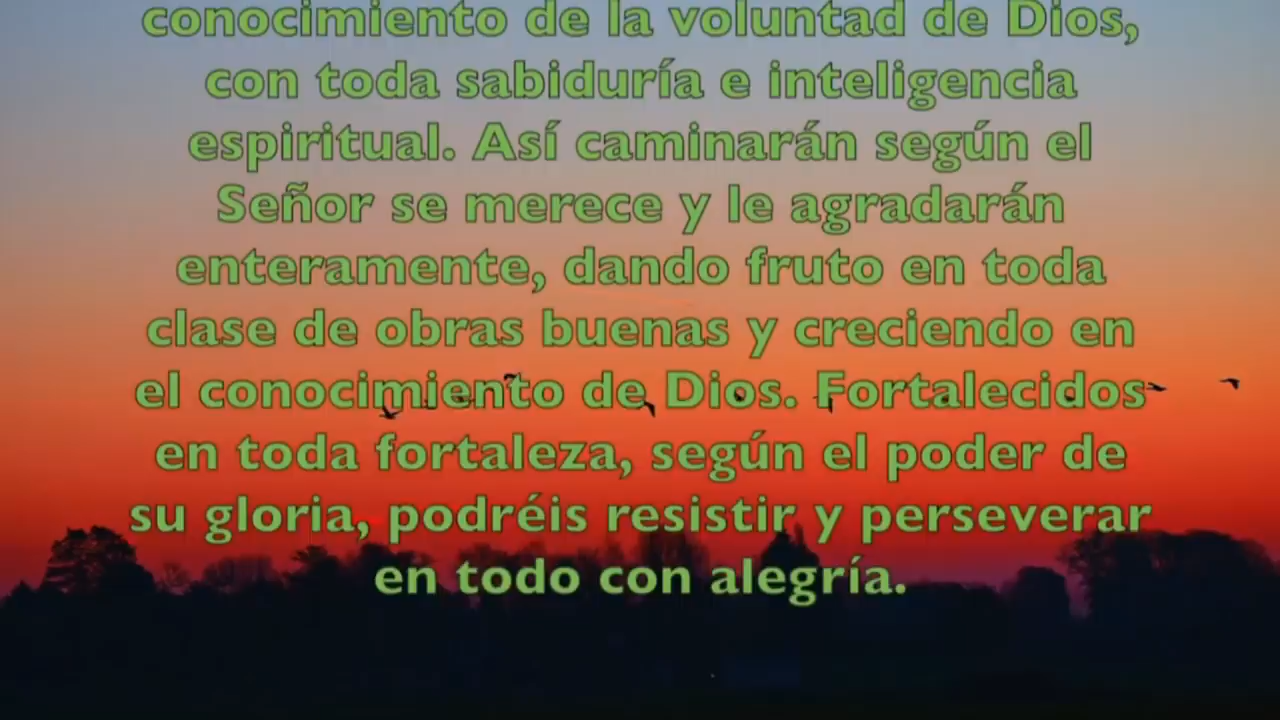 conocimiento de la voluntad de Dios,
con toda sabiduría e inteligencia
espiritual. Así caminarán según el
Señor se merece y le agradarán
enteramente, dando fruto en toda
clase de obras buenas y creciendo en
el conocimiento de Dios. Fortalecidos
en toda fortaleza, según el poder de
su gloria, podréis resistir y perseverar
en todo con alegría.